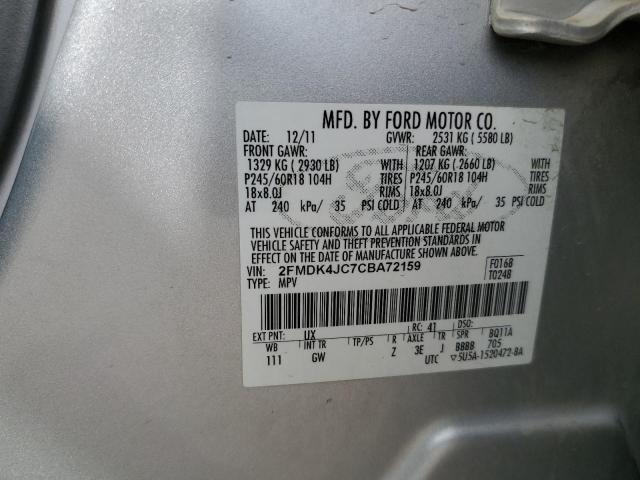 MFD. BY FORD MOTOR CO.
DATE: 12/11 GVWR: 2531 KG ( 5580 LB)
FRONT GAWR: REAR GAWR:
1329 KG ( 2930 LB) WITH 1207 KG ( 2660 LB) WITH
P245/60R18 104H TIRES P245/60R18 104H TIRES
18x8.0J RIMS 18x8.0J RIMS
AT 240 kPa/ 35 PSI COLD AT 240 kPa/ 35 PSI COLD
THIS VEHICLE CONFORMS TO ALL APPLICABLE FEDERAL MOTOR
VEHICLE SAFETY AND THEFT PREVENTION STANDARDS IN
EFFECT ON THE DATE OF MANUFACTURE SHOWN ABOVE.
VIN: 2FMDK4JC7CBA72159 F0168
TYPE: MPV T0248
EXT PNT: UX RC: 41 DSO:
WB INT TR TP/PS R AXLE TR SPR BQ11A
111 GW Z 3E J BBBB 705
UTC ▽5U5A-1520472-BA